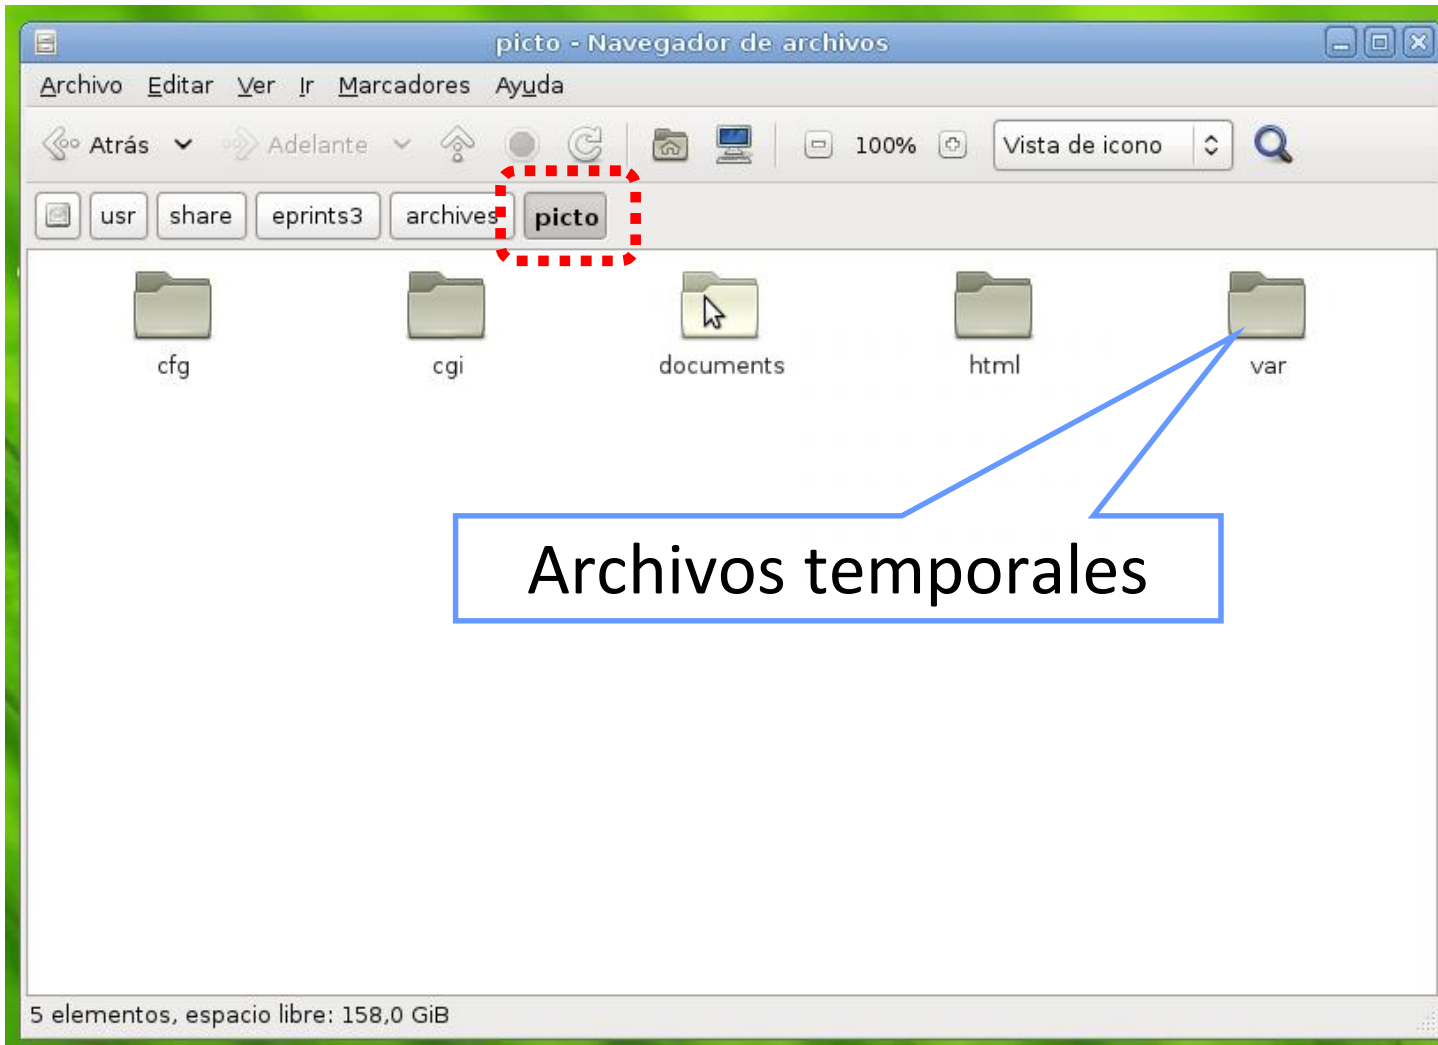 picto - Navegador de archivos
Archivo Editar Ver Ir Marcadores Ayuda
Atrás Adelante 100% Vista de icono
usr share eprints3 archives picto
cfg cgi documents html var
Archivos temporales
5 elementos, espacio libre: 158,0 GiB